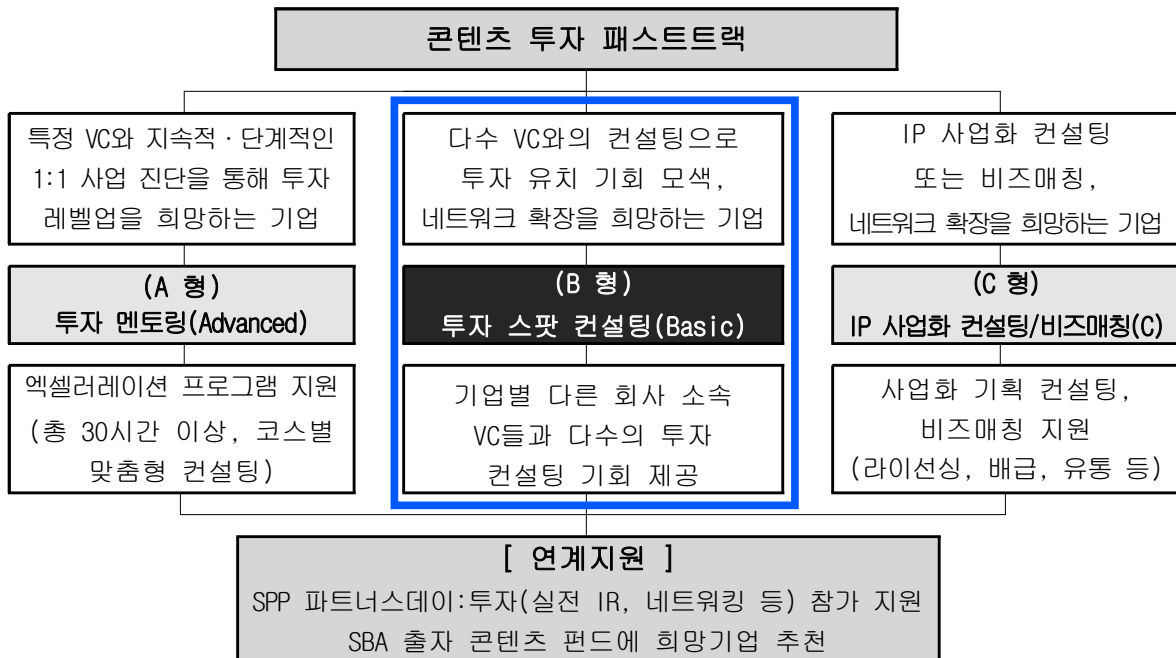 콘텐츠 투자 패스트트랙
특정 VC와 지속적·단계적인
1:1 사업 진단을 통해 투자
레벨업을 희망하는 기업
(A 형)
투자 멘토링(Advanced)
엑셀러레이션 프로그램 지원
(총 30시간 이상, 코스별
맞춤형 컨설팅)
다수 VC와의 컨설팅으로
투자 유치 기회 모색,
네트워크 확장을 희망하는 기업
(B 형)
투자 스팟 컨설팅(Basic)
기업별 다른 회사 소속
VC들과 다수의 투자
컨설팅 기회 제공
IP 사업화 컨설팅
또는 비즈매칭,
네트워크 확장을 희망하는 기업
(C 형)
IP 사업화 컨설팅/비즈매칭(C)
사업화 기획 컨설팅,
비즈매칭 지원
(라이선싱, 배급, 유통 등)
[ 연계지원 ]
SPP 파트너스데이:투자(실전 IR, 네트워킹 등) 참가 지원
SBA 출자 콘텐츠 펀드에 희망기업 추천